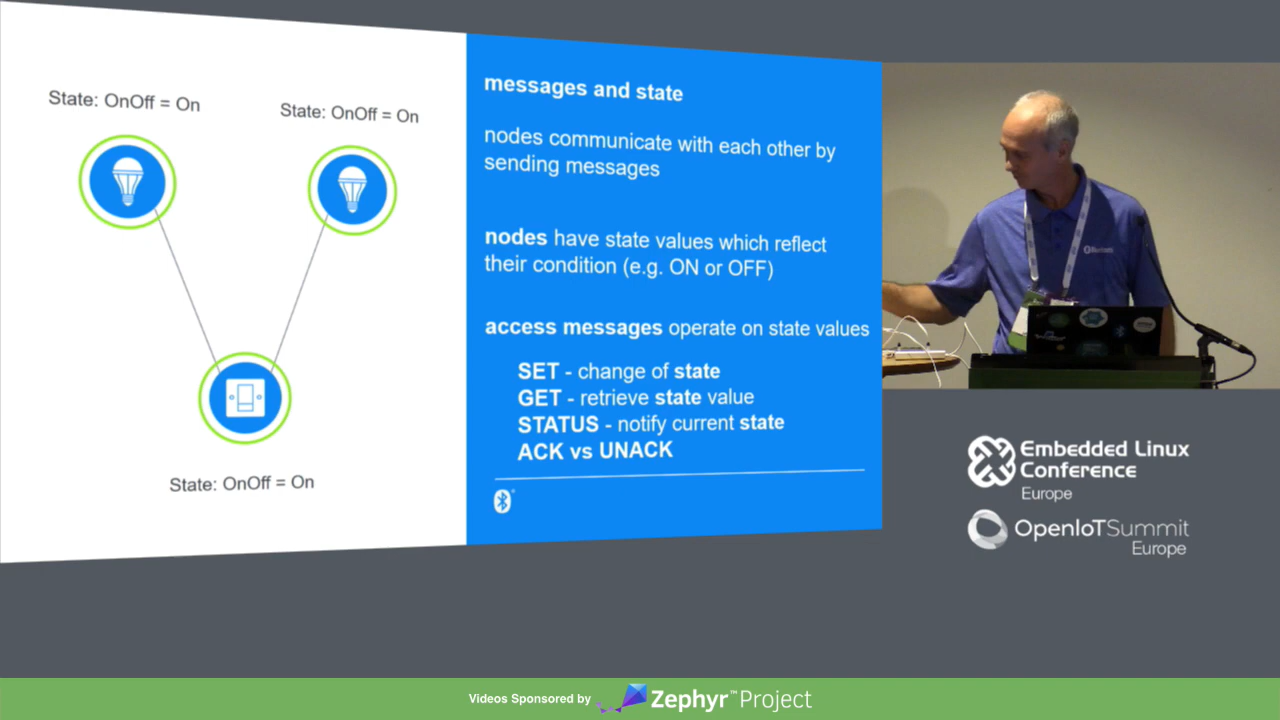 State: OnOff = On
State: OnOff = On
State: OnOff = On
messages and state
nodes communicate with each other by
sending messages
nodes have state values which reflect
their condition (e.g. ON or OFF)
access messages operate on state values
SET - change of state
GET - retrieve state value
STATUS - notify current state
ACK vs UNACK
Embedded Linux
Conference
Europe
OpenIoTSummit
Europe
Videos Sponsored by
Zephyr™Project